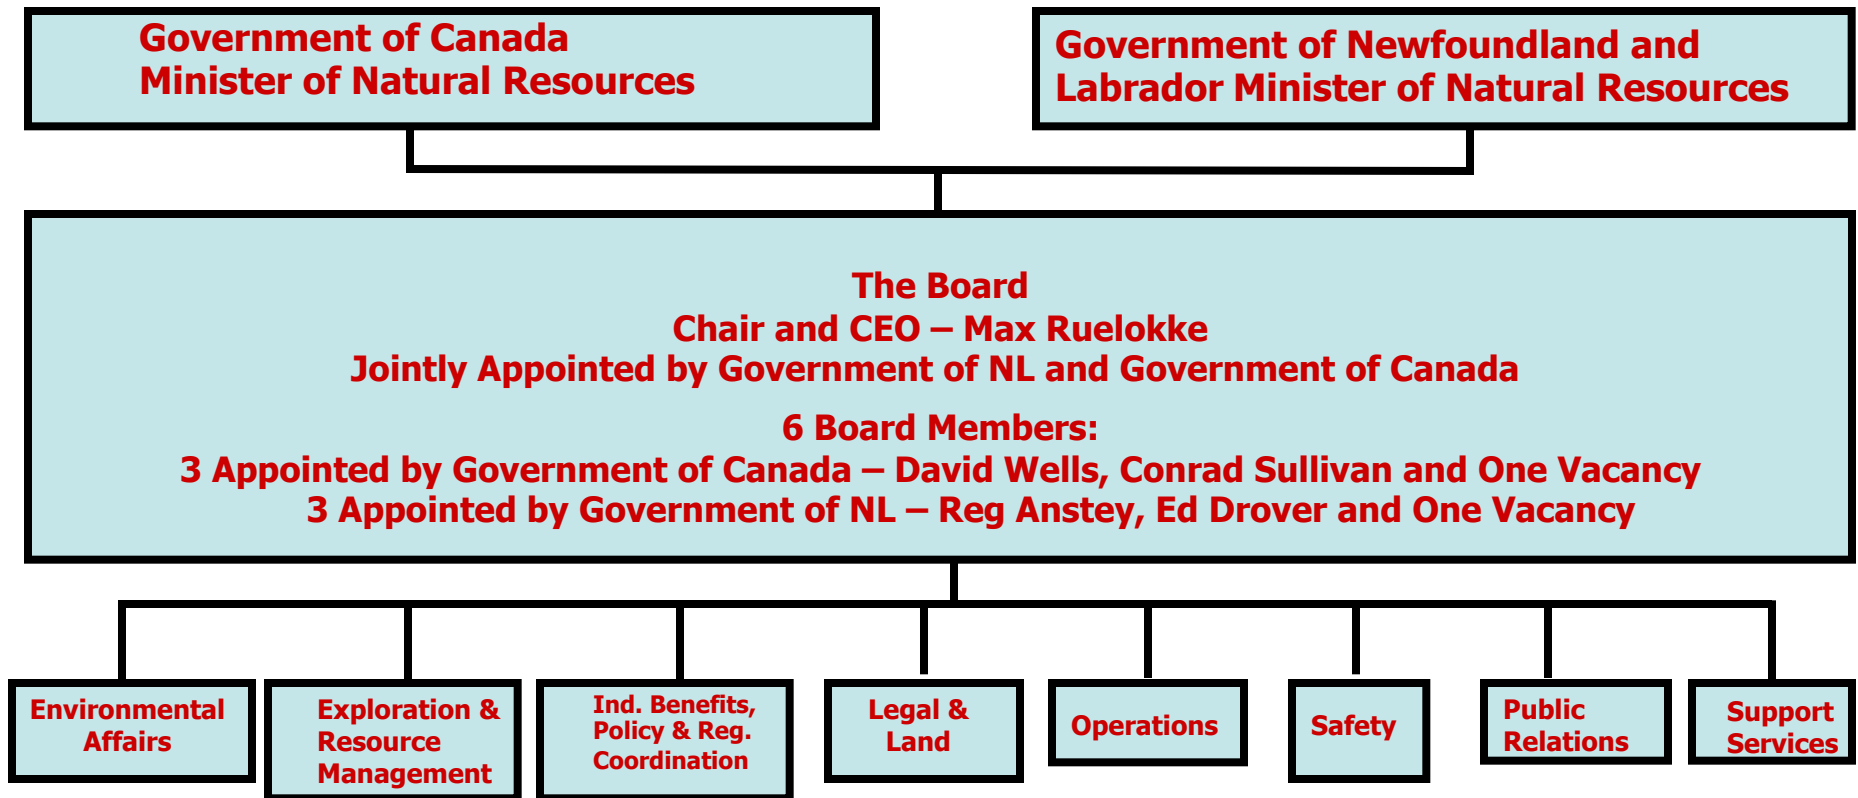 Government of Canada
Minister of Natural Resources
Government of Newfoundland and
Labrador Minister of Natural Resources
The Board
Chair and CEO – Max Ruelokke
Jointly Appointed by Government of NL and Government of Canada
6 Board Members:
3 Appointed by Government of Canada – David Wells, Conrad Sullivan and One Vacancy
3 Appointed by Government of NL – Reg Anstey, Ed Drover and One Vacancy
Environmental
Affairs
Exploration &
Resource
Management
Ind. Benefits,
Policy & Reg.
Coordination
Legal &
Land
Operations
Safety
Public
Relations
Support
Services